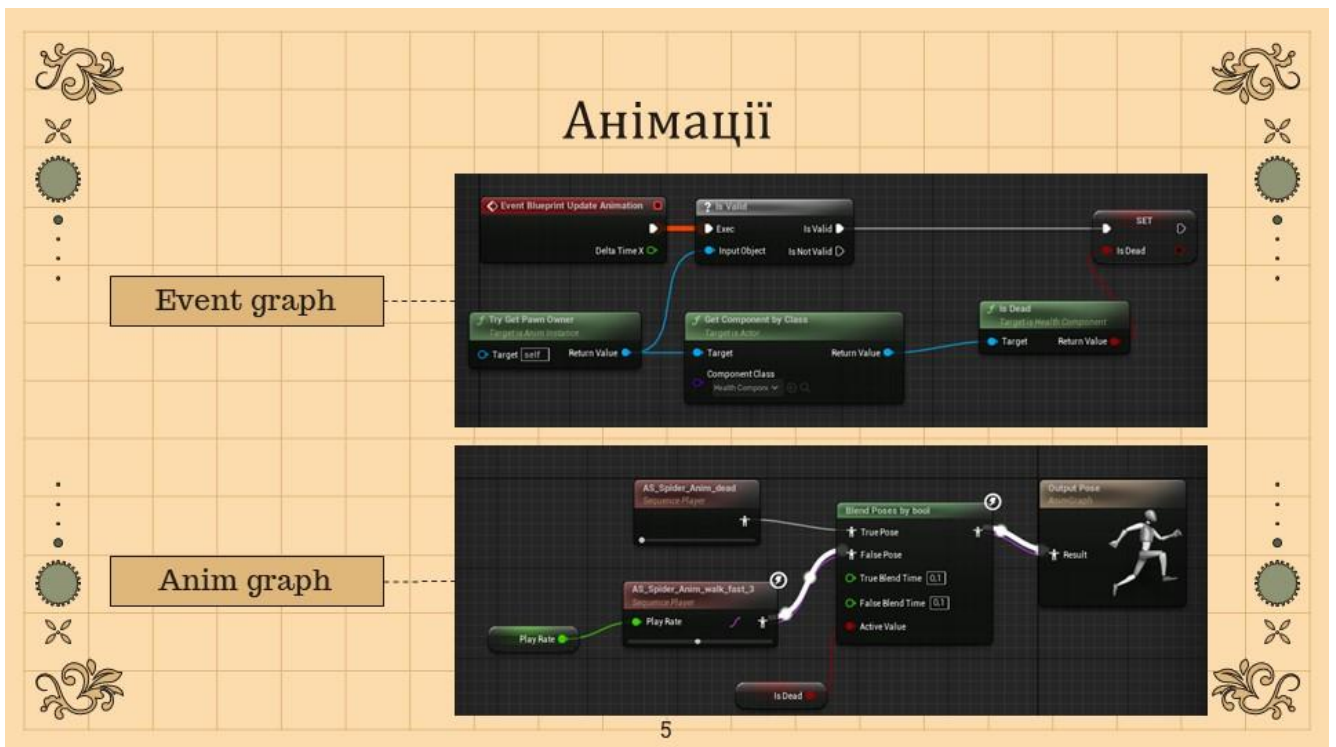 Анімації
Event graph
Event Blueprint Update Animation
Delta Time X
? Is Valid
Exec
Is Valid
Input Object
Is Not Valid
SET
Is Dead
f Try Get Pawn Owner
Target is Anim Instance
Target self
Return Value
f Get Component by Class
Target is Actor
Target
Return Value
Component Class
Health Compone
f Is Dead
Target is Health Component
Target
Return Value
Anim graph
AS_Spider_Anim_dead
Sequence Player
AS_Spider_Anim_walk_fast_3
Sequence Player
Play Rate
Play Rate
Blend Poses by bool
True Pose
False Pose
True Blend Time 0,1
False Blend Time 0,1
Active Value
Is Dead
Output Pose
AnimGraph
Result
5